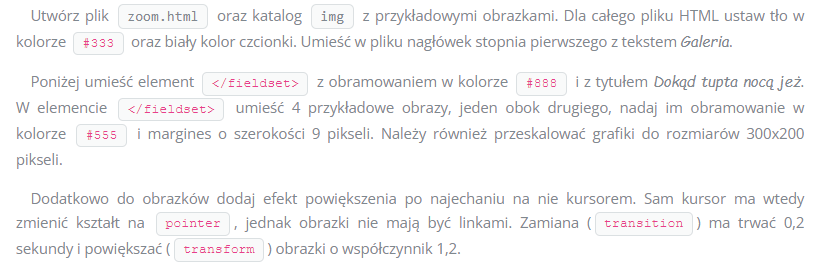 Utwórz plik zoom.html oraz katalog img z przykładowymi obrazkami. Dla całego pliku HTML ustaw tło w
kolorze #333 oraz biały kolor czcionki. Umieść w pliku nagłówek stopnia pierwszego z tekstem Galeria.
Poniżej umieść element </fieldset> z obramowaniem w kolorze #888 i z tytułem Dokąd tupta nocą jeż.
W elemencie </fieldset> umieść 4 przykładowe obrazy, jeden obok drugiego, nadaj im obramowanie w
kolorze #555 i margines o szerokości 9 pikseli. Należy również przeskalować grafiki do rozmiarów 300x200
pikseli.
Dodatkowo do obrazków dodaj efekt powiększenia po najechaniu na nie kursorem. Sam kursor ma wtedy
zmienić kształt na pointer, jednak obrazki nie mają być linkami. Zamiana (transition) ma trwać 0,2
sekundy i powiększać (transform) obrazki o współczynnik 1,2.